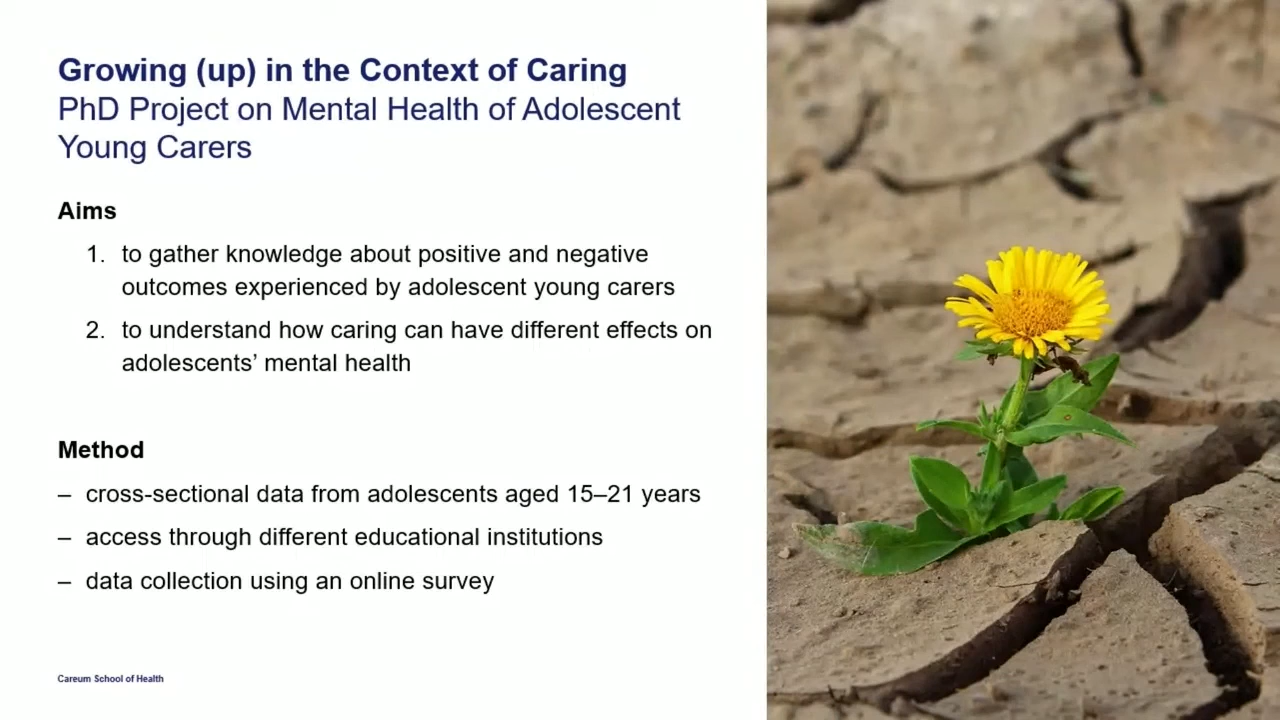 Growing (up) in the Context of Caring
PhD Project on Mental Health of Adolescent
Young Carers
Aims
1. to gather knowledge about positive and negative
outcomes experienced by adolescent young carers
2. to understand how caring can have different effects on
adolescents’ mental health
Method
– cross-sectional data from adolescents aged 15–21 years
– access through different educational institutions
– data collection using an online survey
Careum School of Health